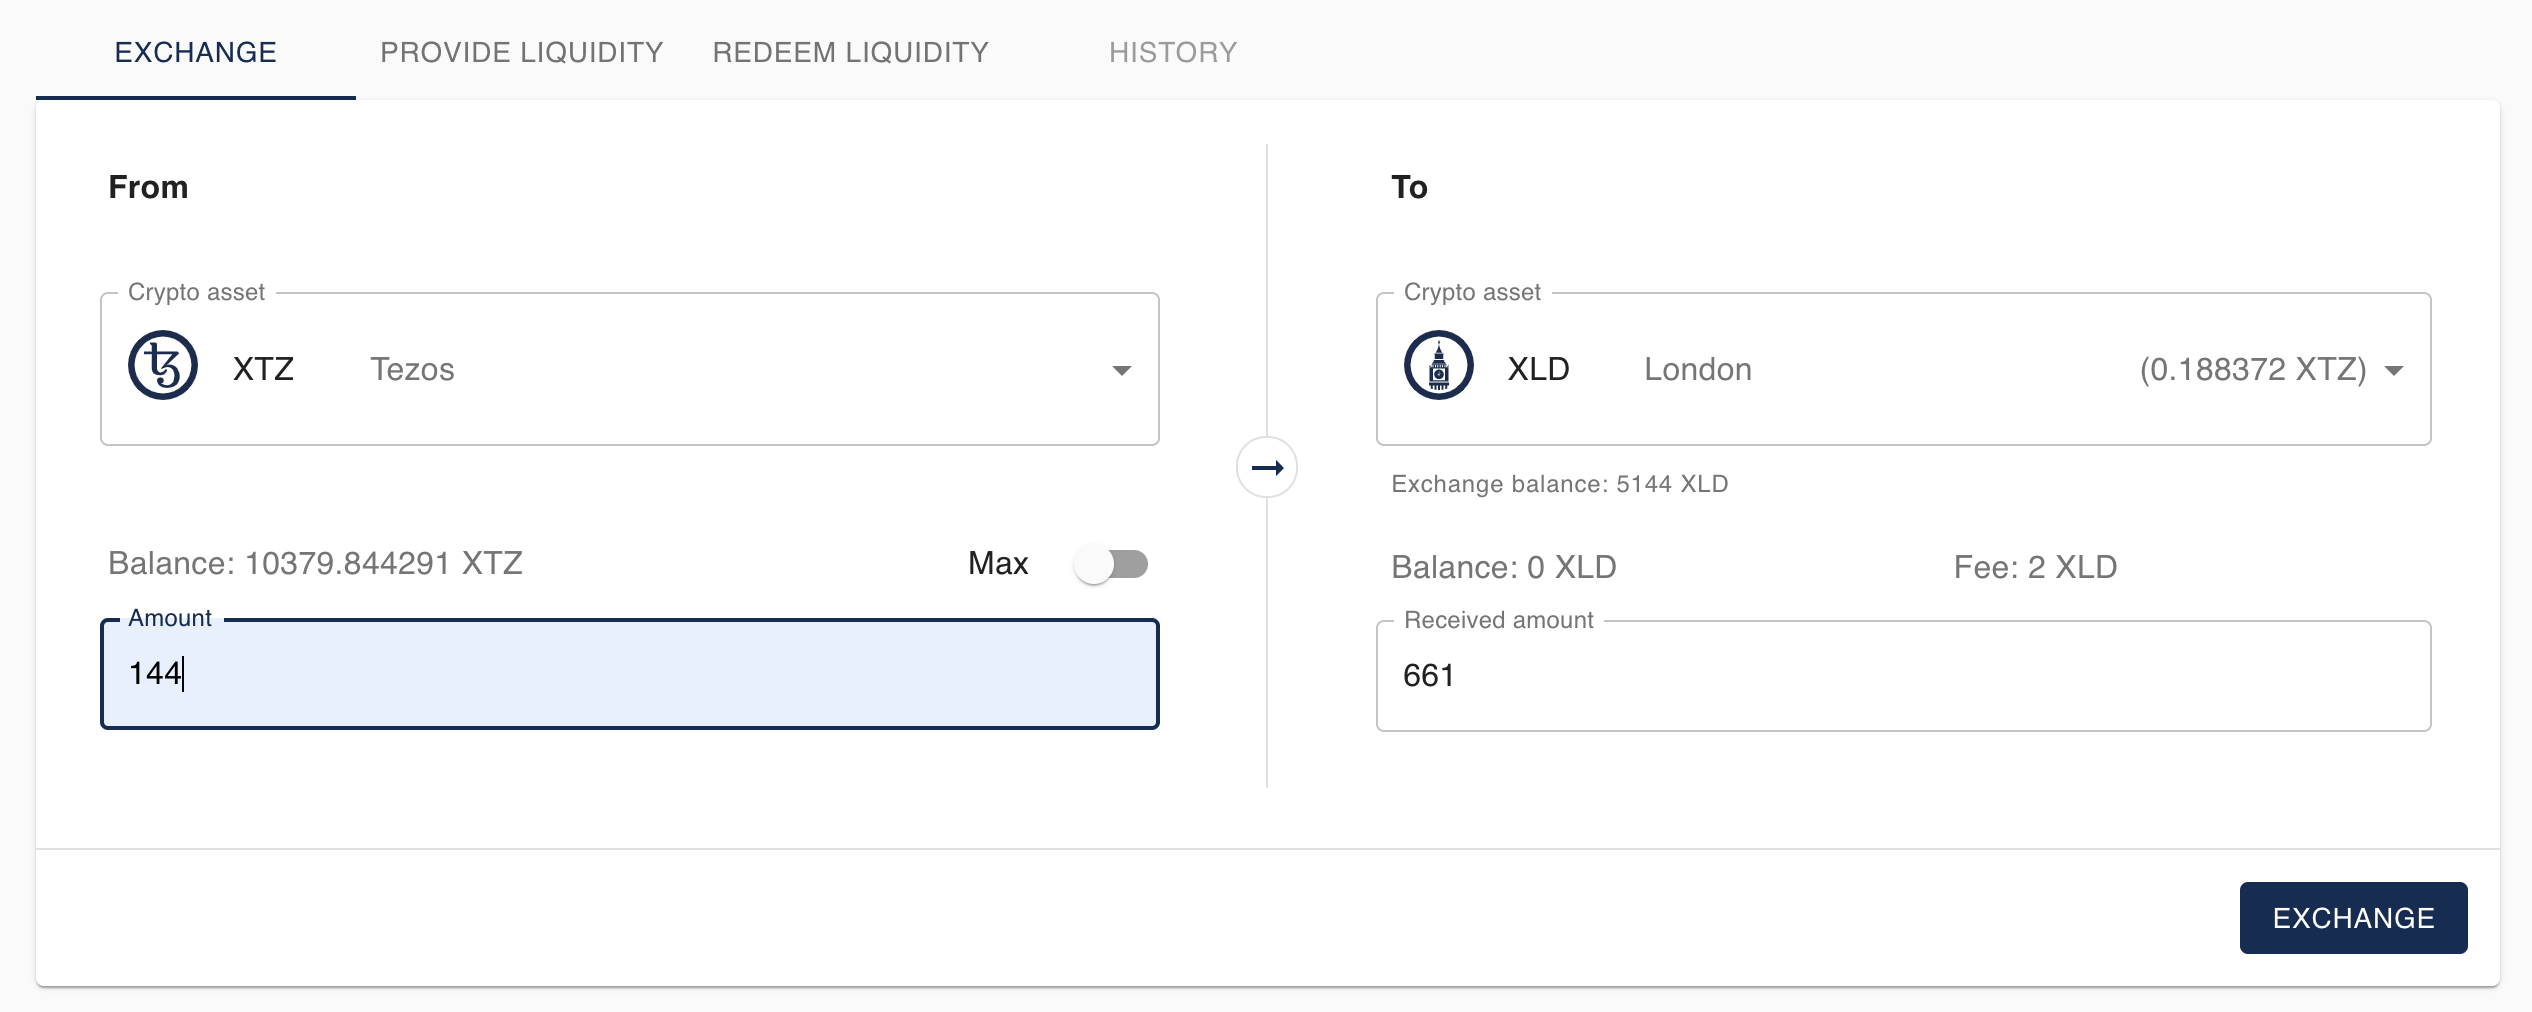 EXCHANGE PROVIDE LIQUIDITY REDEEM LIQUIDITY HISTORY
From
Crypto asset
XTZ Tezos
Balance: 10379.844291 XTZ Max
Amount
144
To
Crypto asset
XLD London (0.188372 XTZ)
Exchange balance: 5144 XLD
Balance: 0 XLD Fee: 2 XLD
Received amount
661
EXCHANGE